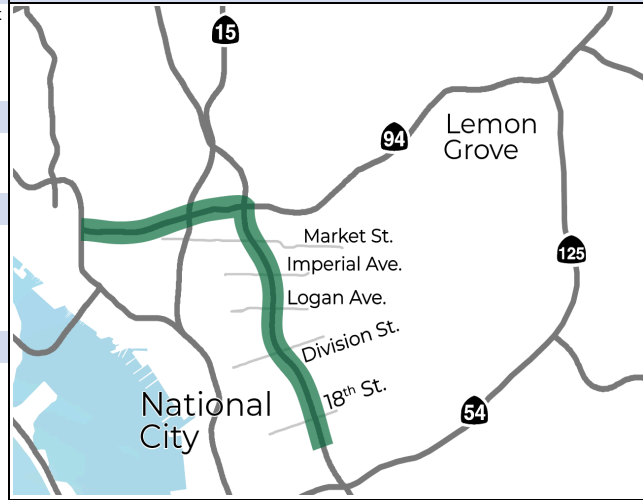 t
15
94
Lemon
Grove
Market St.
125
Imperial Ave.
Logan Ave.
Division St.
18th St.
National
City
54